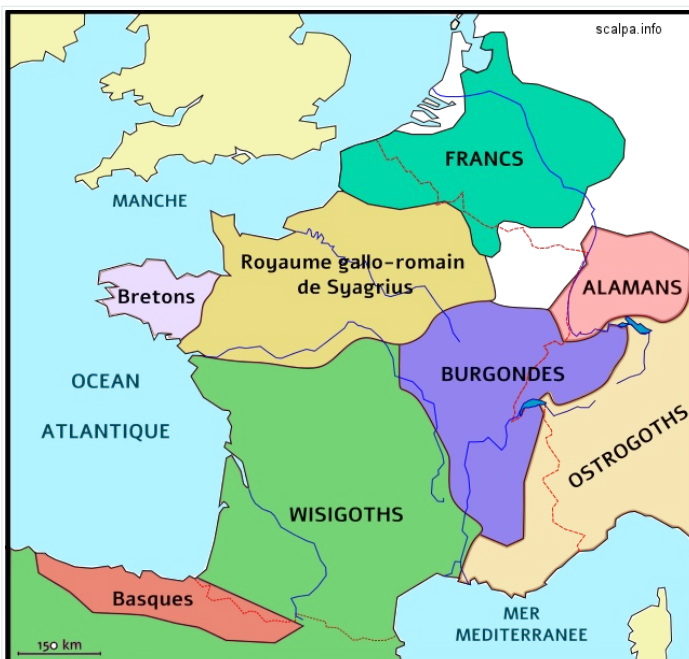 scalpa.info
FRANCS
MANCHE
Royaume gallo-romain
de Syagrius
Bretons
ALAMANS
BURGONDES
OCEAN
ATLANTIQUE
OSTROGOTHS
WISIGOTHS
Basques
MER
MEDITERRANEE
150 km